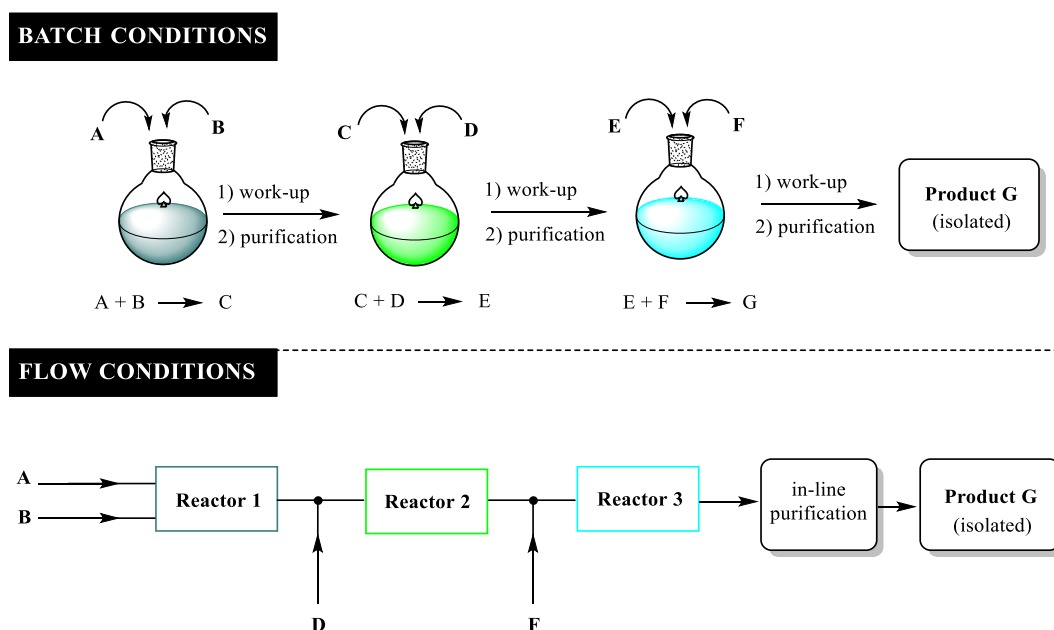 BATCH CONDITIONS
A
B
C
D
E
F
1) work-up
2) purification
1) work-up
2) purification
1) work-up
2) purification
Product G
(isolated)
A + B → C
C + D → E
E + F → G
FLOW CONDITIONS
A
B
Reactor 1
Reactor 2
Reactor 3
in-line
purification
Product G
(isolated)
D
F